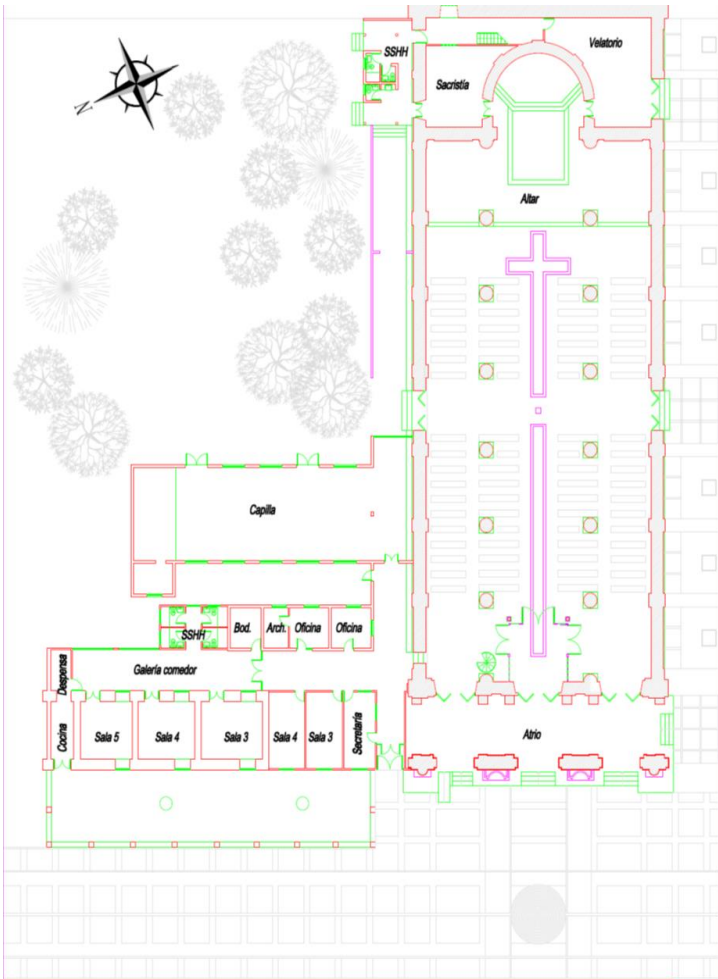 SSHH
Velatorio
Sacristía
N
Altar
Capilla
SSHH
Bod.
Arch.
Oficina
Oficina
Despensa
Galería comedor
Cocina
Sala 5
Sala 4
Sala 3
Sala 4
Sala 3
Secretaría
Atrio